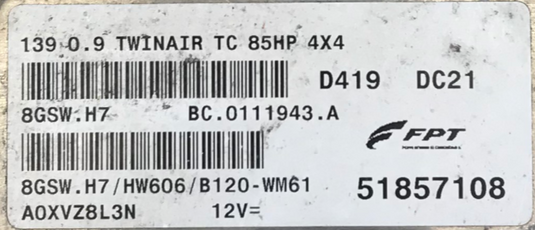 139 0.9 TWINAIR TC 85HP 4X4
D419 DC21
8GSW.H7 BC.0111943.A
FPT
8GSW.H7/HW606/B120-WM61
51857108
A0XVZ8L3N 12V=